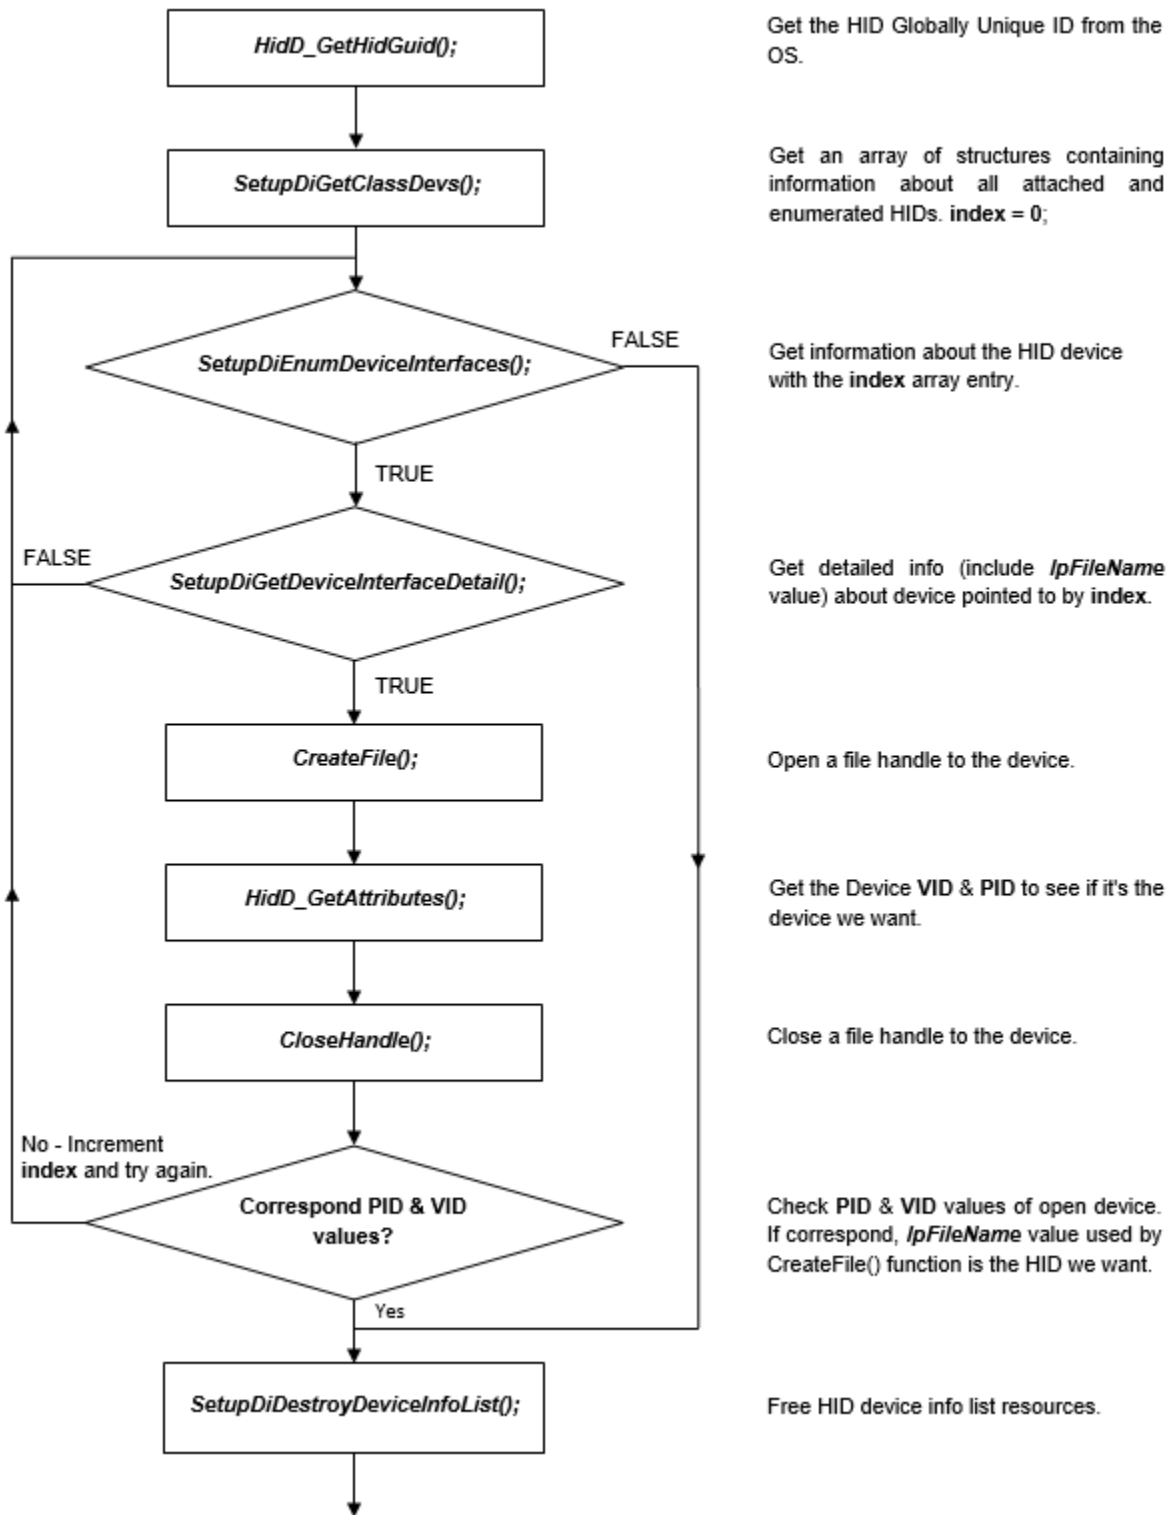 HidD_GetHidGuid();
Get the HID Globally Unique ID from the
OS.
SetupDiGetClassDevs();
Get an array of structures containing
information about all attached and
enumerated HIDs. index = 0;
SetupDiEnumDeviceInterfaces();
FALSE
Get information about the HID device
with the index array entry.
TRUE
FALSE
SetupDiGetDeviceInterfaceDetail();
Get detailed info (include lpFileName
value) about device pointed to by index.
TRUE
CreateFile();
Open a file handle to the device.
HidD_GetAttributes();
Get the Device VID & PID to see if it's the
device we want.
CloseHandle();
Close a file handle to the device.
No - Increment
index and try again.
Correspond PID & VID
values?
Check PID & VID values of open device.
If correspond, lpFileName value used by
CreateFile() function is the HID we want.
Yes
SetupDiDestroyDeviceInfoList();
Free HID device info list resources.